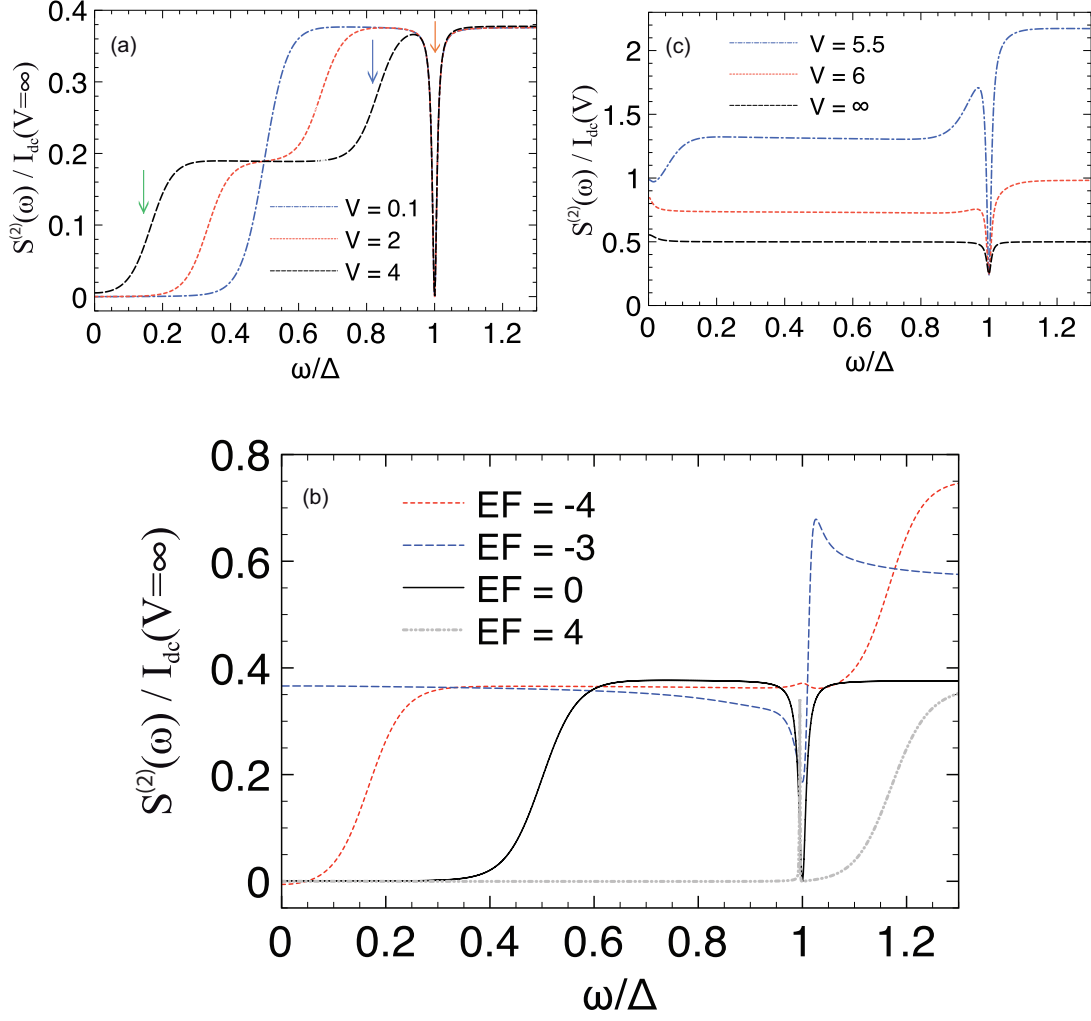 (a)
S⁽²⁾(ω) / I_dc(V=∞)
0.4
0.3
0.2
0.1
0
V = 0.1
V = 2
V = 4
0 0.2 0.4 0.6 0.8 1 1.2
ω/Δ
(c)
S⁽²⁾(ω) / I_dc(V)
2
1.5
1
0.5
0
V = 5.5
V = 6
V = ∞
0 0.2 0.4 0.6 0.8 1 1.2
ω/Δ
(b)
S⁽²⁾(ω) / I_dc(V=∞)
0.8
0.6
0.4
0.2
0
EF = -4
EF = -3
EF = 0
EF = 4
0 0.2 0.4 0.6 0.8 1 1.2
ω/Δ